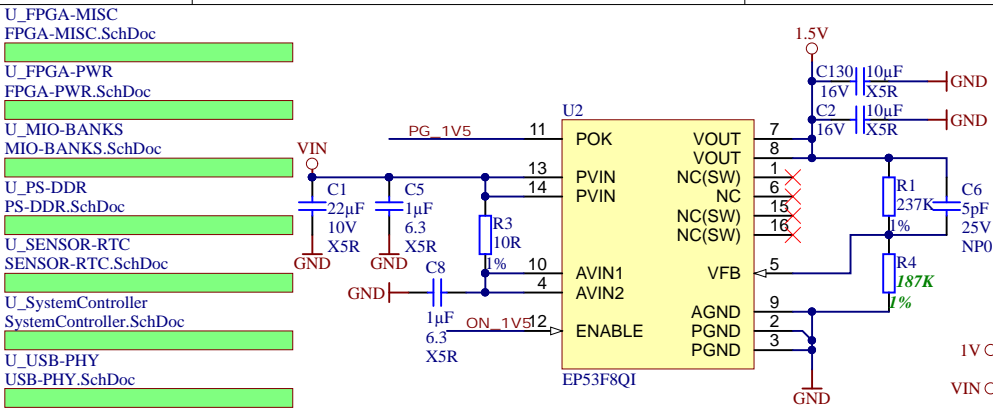 U_FPGA-MISC
FPGA-MISC.SchDoc
U_FPGA-PWR
FPGA-PWR.SchDoc
U_MIO-BANKS
MIO-BANKS.SchDoc
U_PS-DDR
PS-DDR.SchDoc
U_SENSOR-RTC
SENSOR-RTC.SchDoc
U_SystemController
SystemController.SchDoc
U_USB-PHY
USB-PHY.SchDoc
VIN
C1
22µF
10V
X5R
GND
C5
1µF
6.3
X5R
GND
R3
10R
1%
GND
C8
1µF
6.3
X5R
PG_1V5
ON_1V5
U2
11 POK
13 PVIN
14 PVIN
10 AVIN1
4 AVIN2
12 ENABLE
VOUT 7
VOUT 8
NC(SW) 1
NC 6
NC(SW) 15
NC(SW) 16
VFB 5
AGND 9
PGND 2
PGND 3
EP53F8QI
1.5V
C130 10µF
16V X5R
GND
C2 10µF
16V X5R
GND
R1
237K
1%
C6
5pF
25V
NP0
R4
187K
1%
GND
1V
VIN